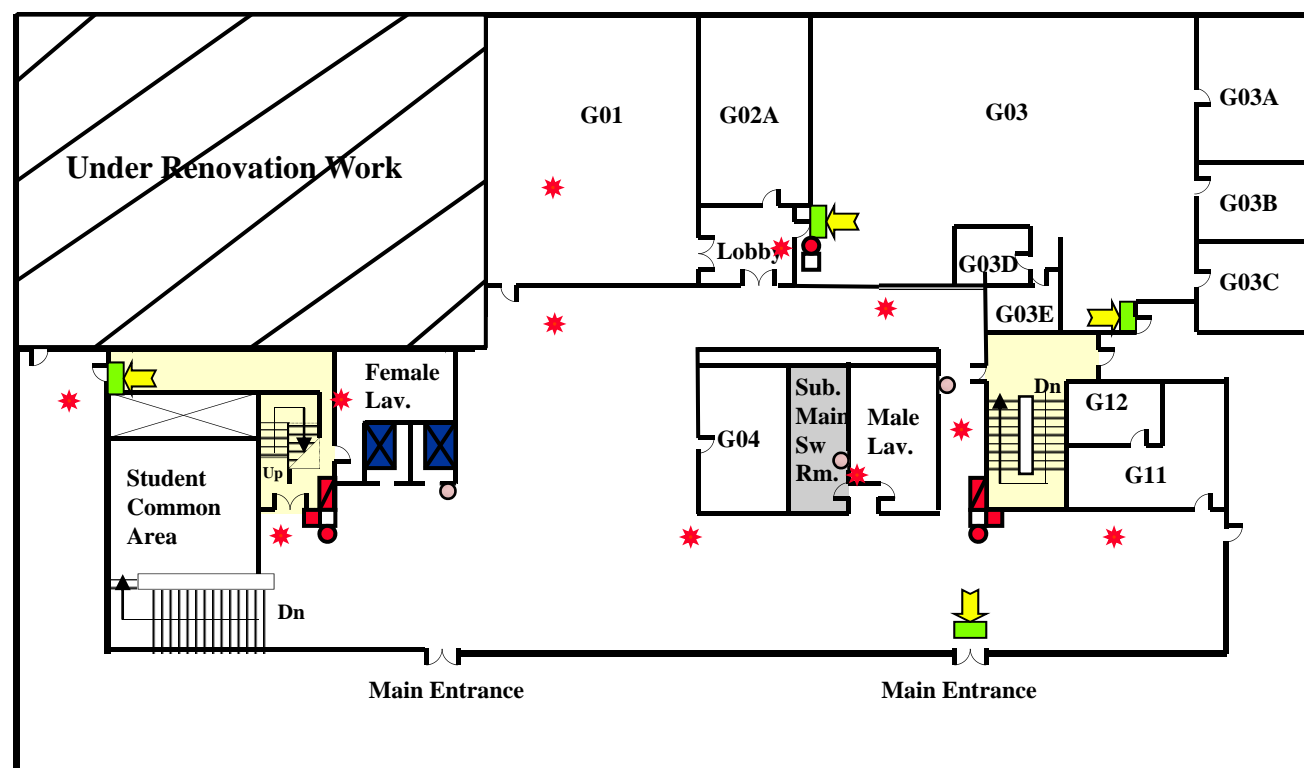 G01
G02A
G03
G03A
Under Renovation Work
G03B
Lobby
G03D
G03C
G03E
Female
Lav.
Dn
Sub.
Main
Sw
Rm.
Male
Lav.
G12
G04
Up
G11
Student
Common
Area
Dn
Main Entrance
Main Entrance